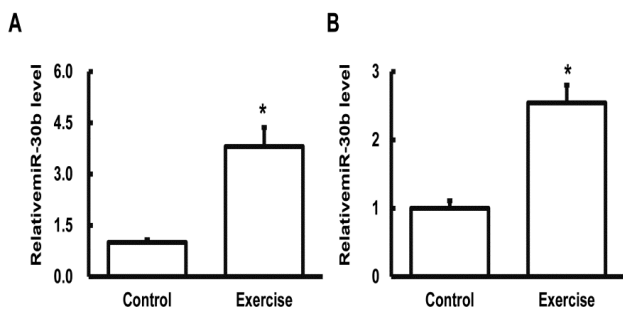 A
RelativemiR-30b level
6.0
4.5
3.0
1.5
0.0
*
Control Exercise
B
RelativemiR-30b level
3
2
1
0
*
Control Exercise